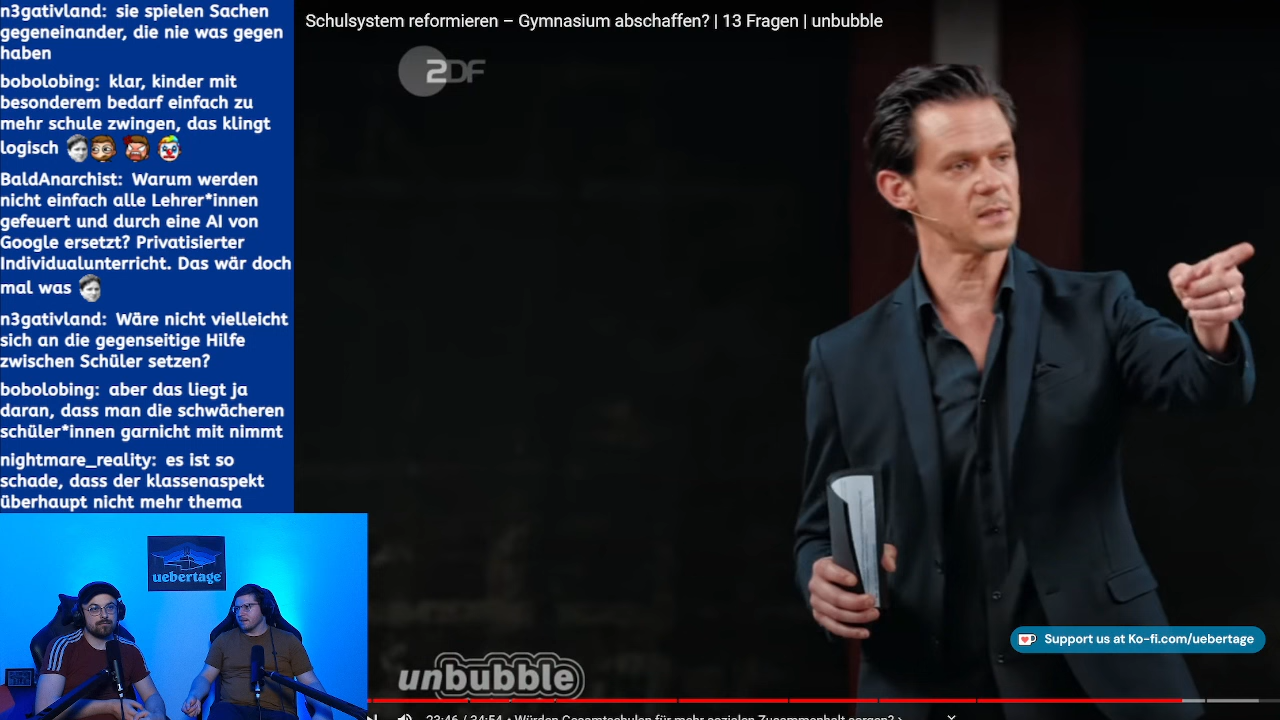 n3gativland: sie spielen Sachen
gegeneinander, die nie was gegen
haben
bobolobing: klar, kinder mit
besonderem bedarf einfach zu
mehr schule zwingen, das klingt
logisch
BaldAnarchist: Warum werden
nicht einfach alle Lehrer*innen
gefeuert und durch eine AI von
Google ersetzt? Privatisierter
Individualunterricht. Das wär doch
mal was
n3gativland: Wäre nicht vielleicht
sich an die gegenseitige Hilfe
zwischen Schüler setzen?
bobolobing: aber das liegt ja
daran, dass man die schwächeren
schüler*innen garnicht mit nimmt
nightmare_reality: es ist so
schade, dass der klassenaspekt
überhaupt nicht mehr thema
Schulsystem reformieren – Gymnasium abschaffen? | 13 Fragen | unbubble
ZDF
uebertage
Support us at Ko-fi.com/uebertage
unbubble
23:46 / 34:54 • Würden Gesamtschulen für mehr sozialen Zusammenhalt sorgen? ›